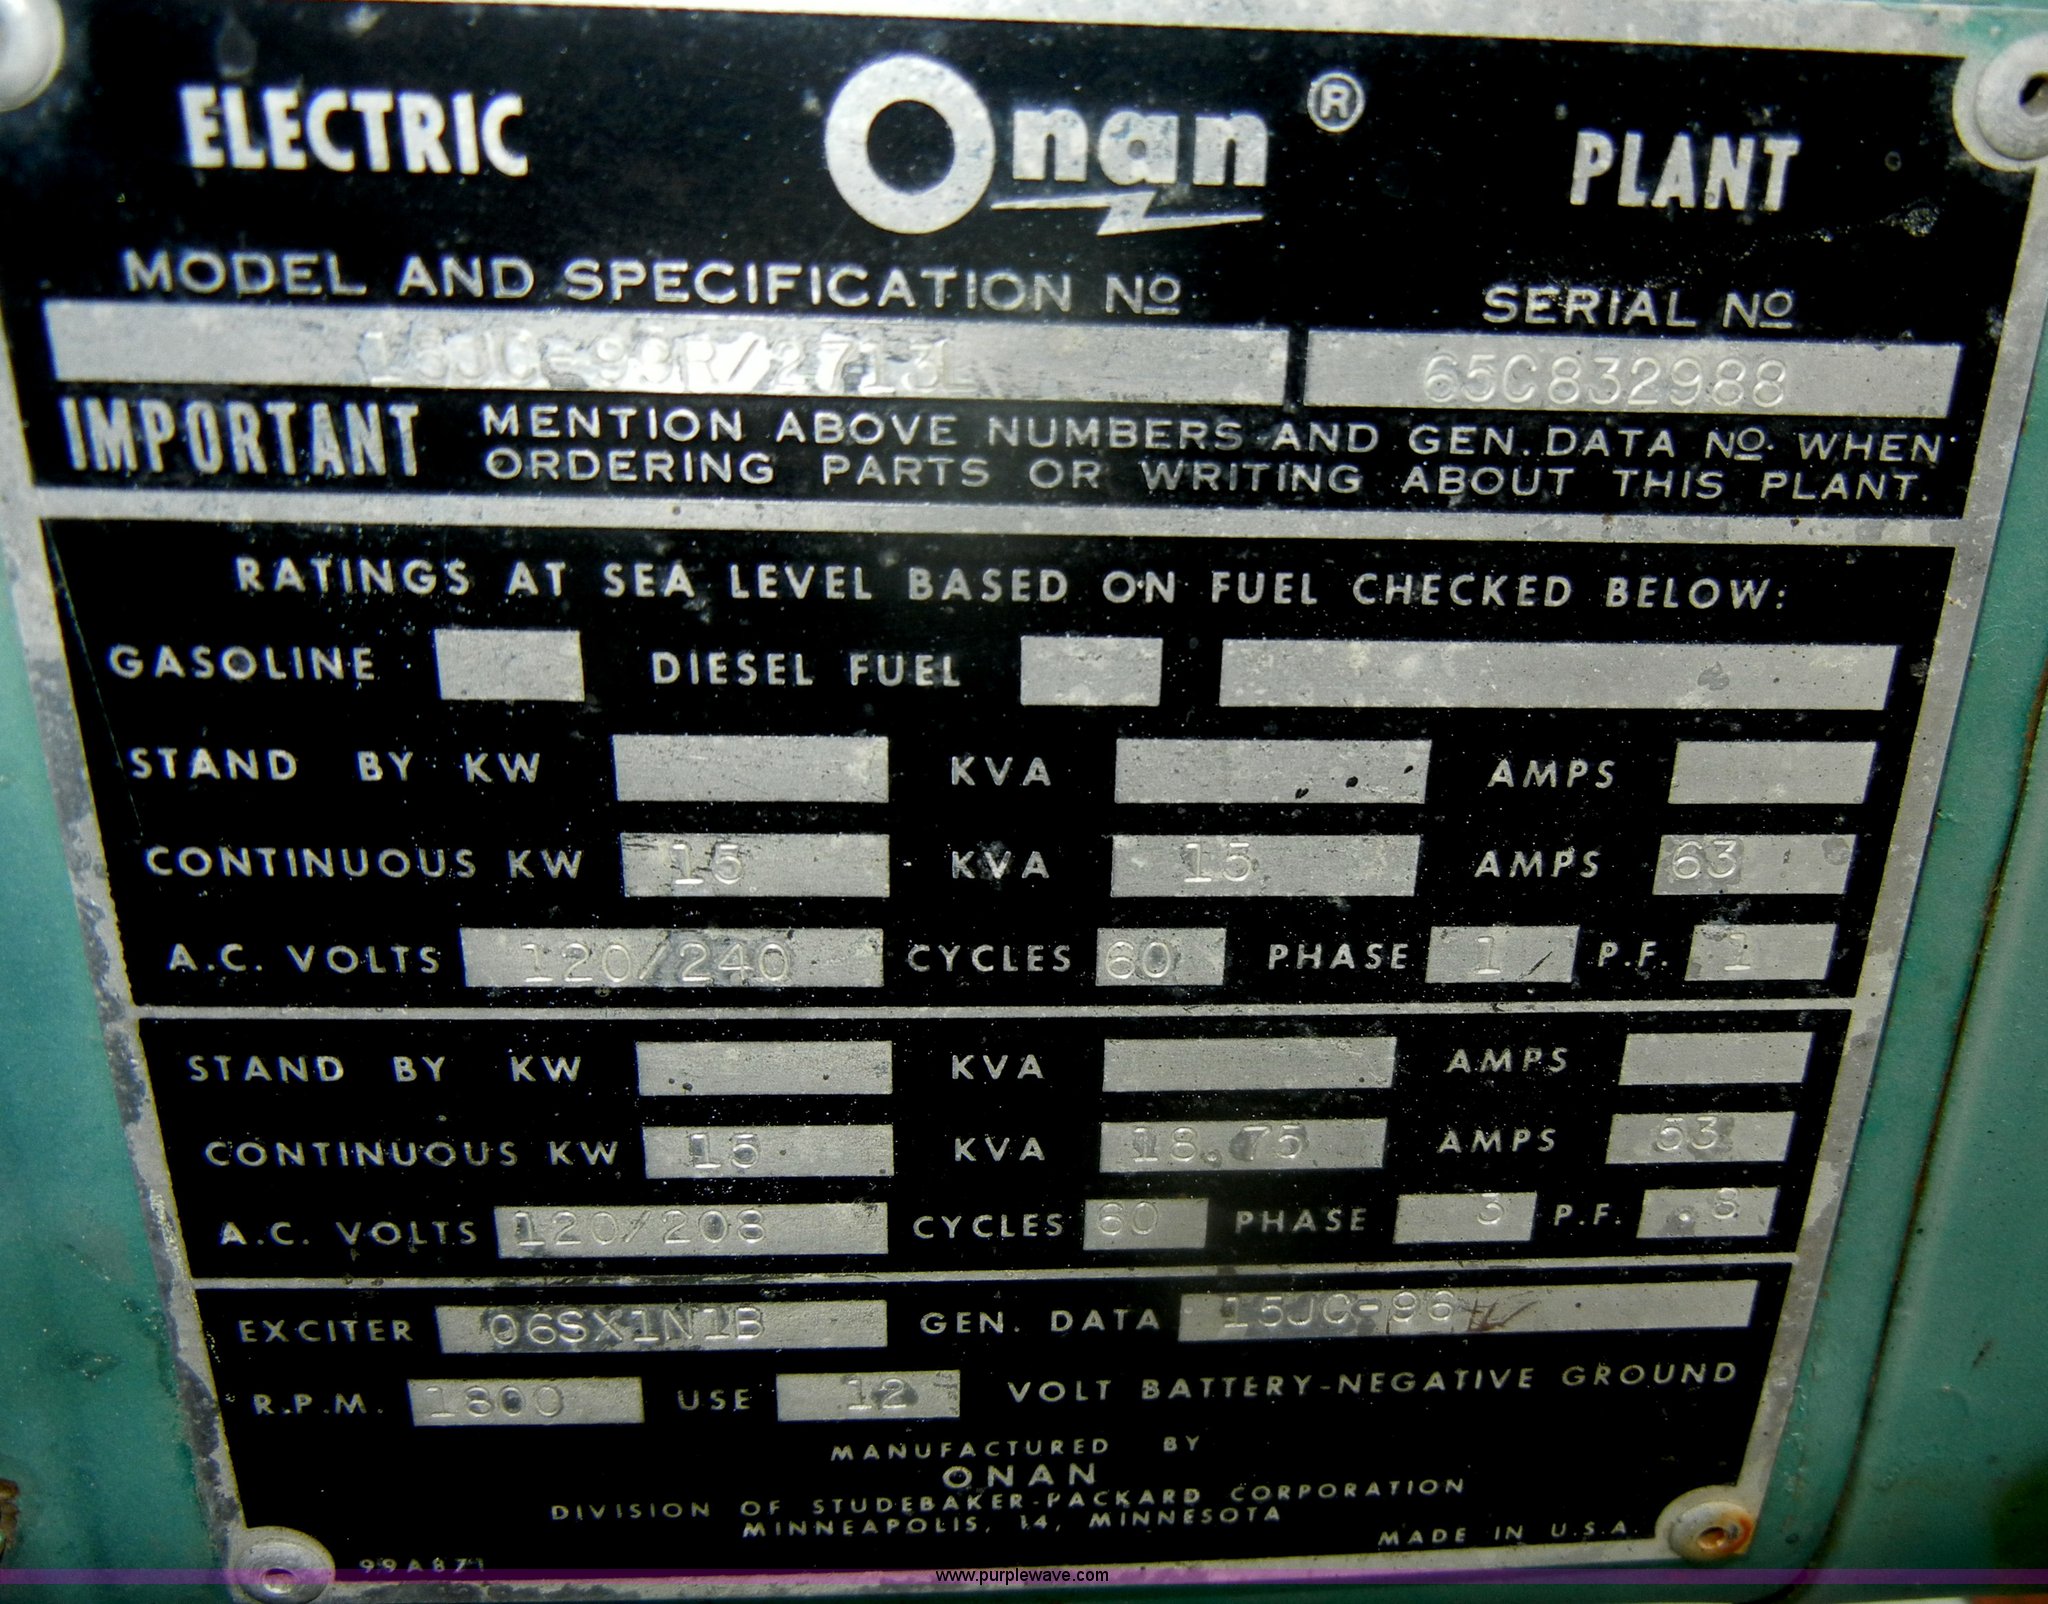 ELECTRIC Onan ® PLANT
MODEL AND SPECIFICATION Nº SERIAL Nº
65C832988
IMPORTANT MENTION ABOVE NUMBERS AND GEN. DATA Nº. WHEN
ORDERING PARTS OR WRITING ABOUT THIS PLANT.
RATINGS AT SEA LEVEL BASED ON FUEL CHECKED BELOW:
GASOLINE DIESEL FUEL
STAND BY KW KVA AMPS
CONTINUOUS KW 15 KVA 15 AMPS 63
A.C. VOLTS 120/240 CYCLES 60 PHASE 1 P.F. 1
STAND BY KW KVA AMPS
CONTINUOUS KW 15 KVA 18.75 AMPS 53
A.C. VOLTS 120/208 CYCLES 60 PHASE 3 P.F. .8
EXCITER 06SX1N1B GEN. DATA 15JC-96
R.P.M. 1800 USE 12 VOLT BATTERY-NEGATIVE GROUND
MANUFACTURED BY
ONAN
DIVISION OF STUDEBAKER-PACKARD CORPORATION
MINNEAPOLIS, 14, MINNESOTA
MADE IN U.S.A.
99A871
www.purplewave.com